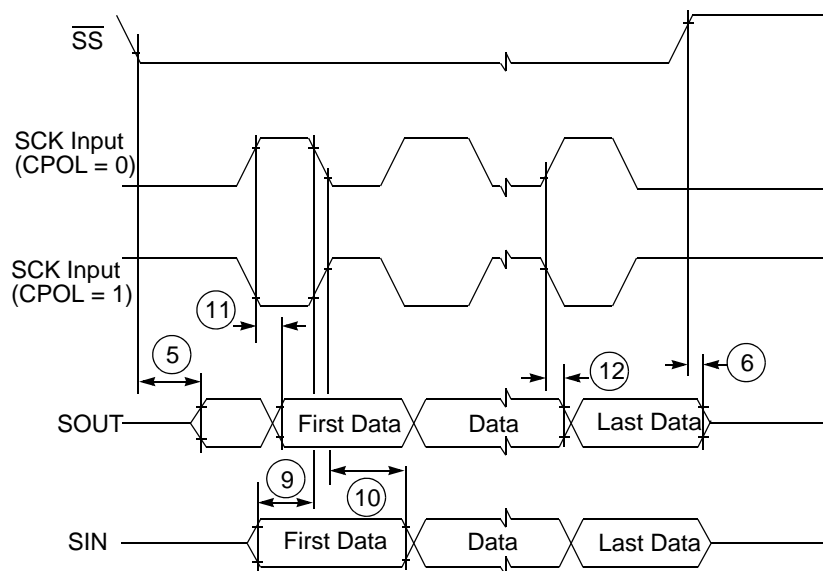 SS
SCK Input
(CPOL = 0)
SCK Input
(CPOL = 1)
11
5
12
6
SOUT
First Data
Data
Last Data
9
10
SIN
First Data
Data
Last Data